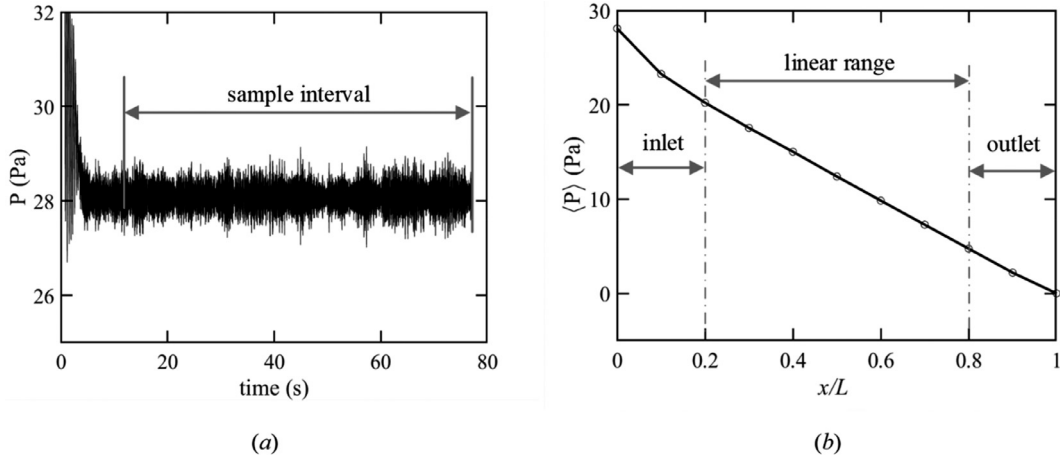 32
30
28
26
P (Pa)
sample interval
0
20
40
60
80
time (s)
(a)
30
20
10
0
⟨P⟩ (Pa)
linear range
inlet
outlet
0
0.2
0.4
0.6
0.8
1
x/L
(b)